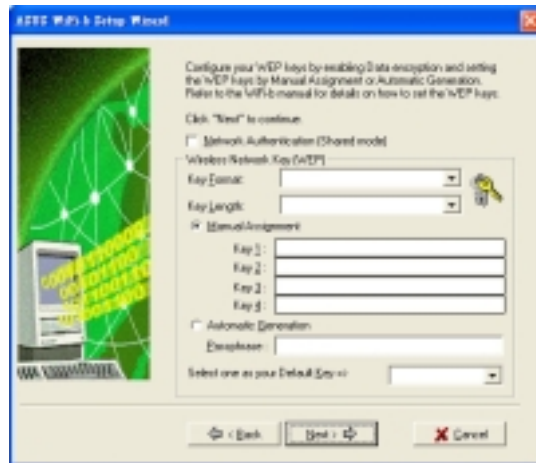 ASUS WiFi-b Setup Wizard
Configure your WEP keys by enabling Data encryption and setting
the WEP keys by Manual Assignment or Automatic Generation.
Refer to the WiFi-b manual for details on how to set the WEP keys.
Click "Next" to continue.
Network Authentication (Shared mode)
Wireless Network Key (WEP)
Key Format:
Key Length:
Manual Assignment
Key 1 :
Key 2 :
Key 3 :
Key 4 :
Automatic Generation
Passphrase :
Select one as your Default Key =>
< Back
Next >
Cancel